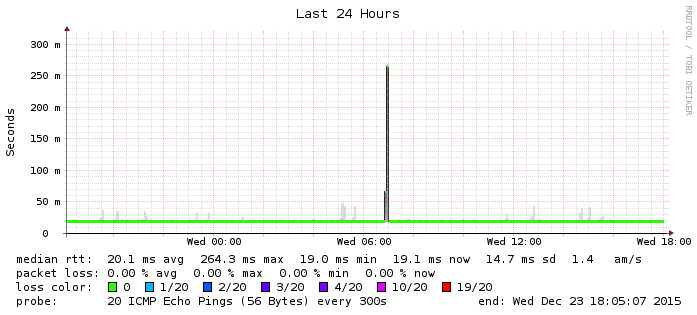 Last 24 Hours
RRDTOOL / TOBI OETIKER
Seconds
300 m
250 m
200 m
150 m
100 m
50 m
0
Wed 00:00 Wed 06:00 Wed 12:00 Wed 18:00
median rtt: 20.1 ms avg 264.3 ms max 19.0 ms min 19.1 ms now 14.7 ms sd 1.4 am/s
packet loss: 0.00 % avg 0.00 % max 0.00 % min 0.00 % now
loss color: 0 1/20 2/20 3/20 4/20 10/20 19/20
probe: 20 ICMP Echo Pings (56 Bytes) every 300s end: Wed Dec 23 18:05:07 2015